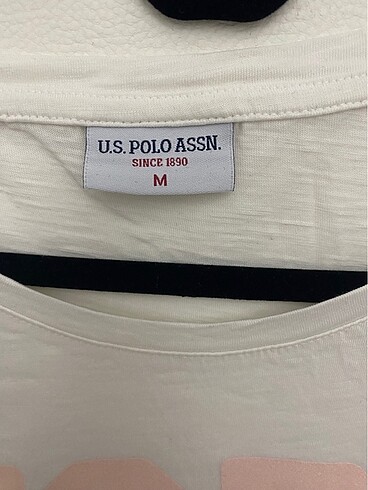 U.S. POLO ASSN.
SINCE 1890
M